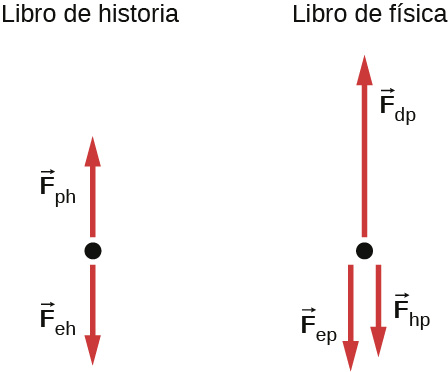 Libro de historia
Libro de física
F⃗ph
F⃗eh
F⃗dp
F⃗ep
F⃗hp